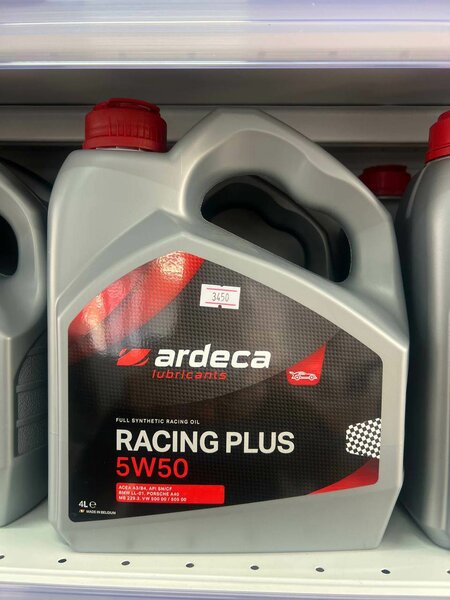 3450
ardeca
lubricants
FULL SYNTHETIC RACING OIL
RACING PLUS
5W50
ACEA A3/B4, API SN/CF
BMW LL-01, PORSCHE A40
MB 229.3, VW 500 00 / 505 00
4L e
MADE IN BELGIUM